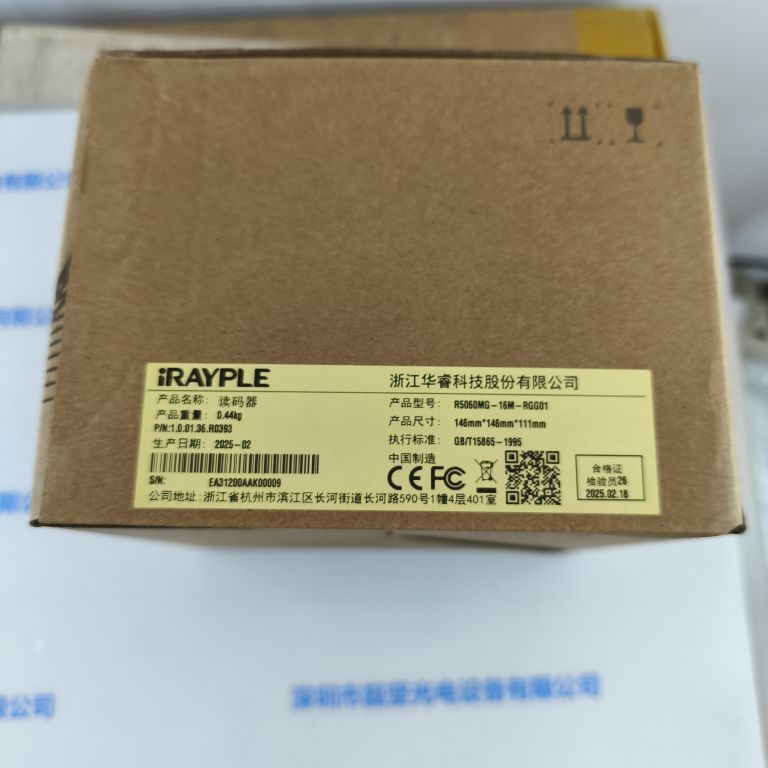 iRAYPLE
浙江华睿科技股份有限公司
产品名称: 读码器
产品型号: R5060MG-16M-RGG01
产品重量: 0.44kg
产品尺寸: 146mm*146mm*111mm
P/N:1.0.01.36.R0393
执行标准: GB/T15865-1995
生产日期: 2025-02
中国制造
CE FC
合格证
检验员26
2025.02.18
S/N: EA31200AAK00009
公司地址:浙江省杭州市滨江区长河街道长河路590号1幢4层401室
光电设备有限公司